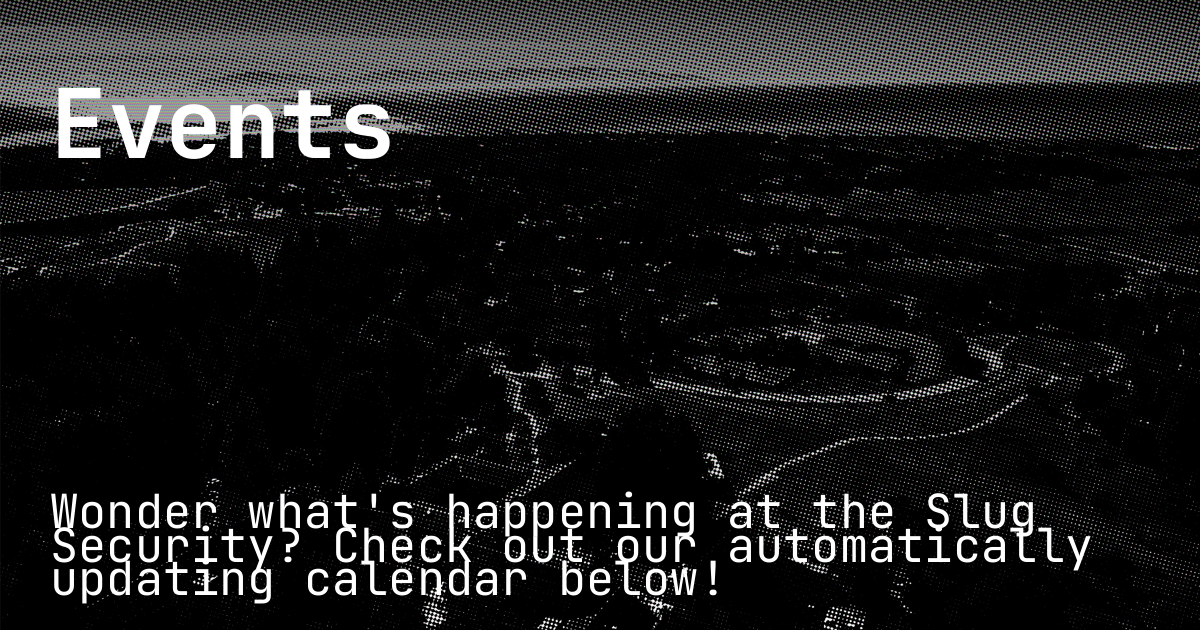 Events
Wonder what's happening at the Slug
Security? Check out our automatically
updating calendar below!